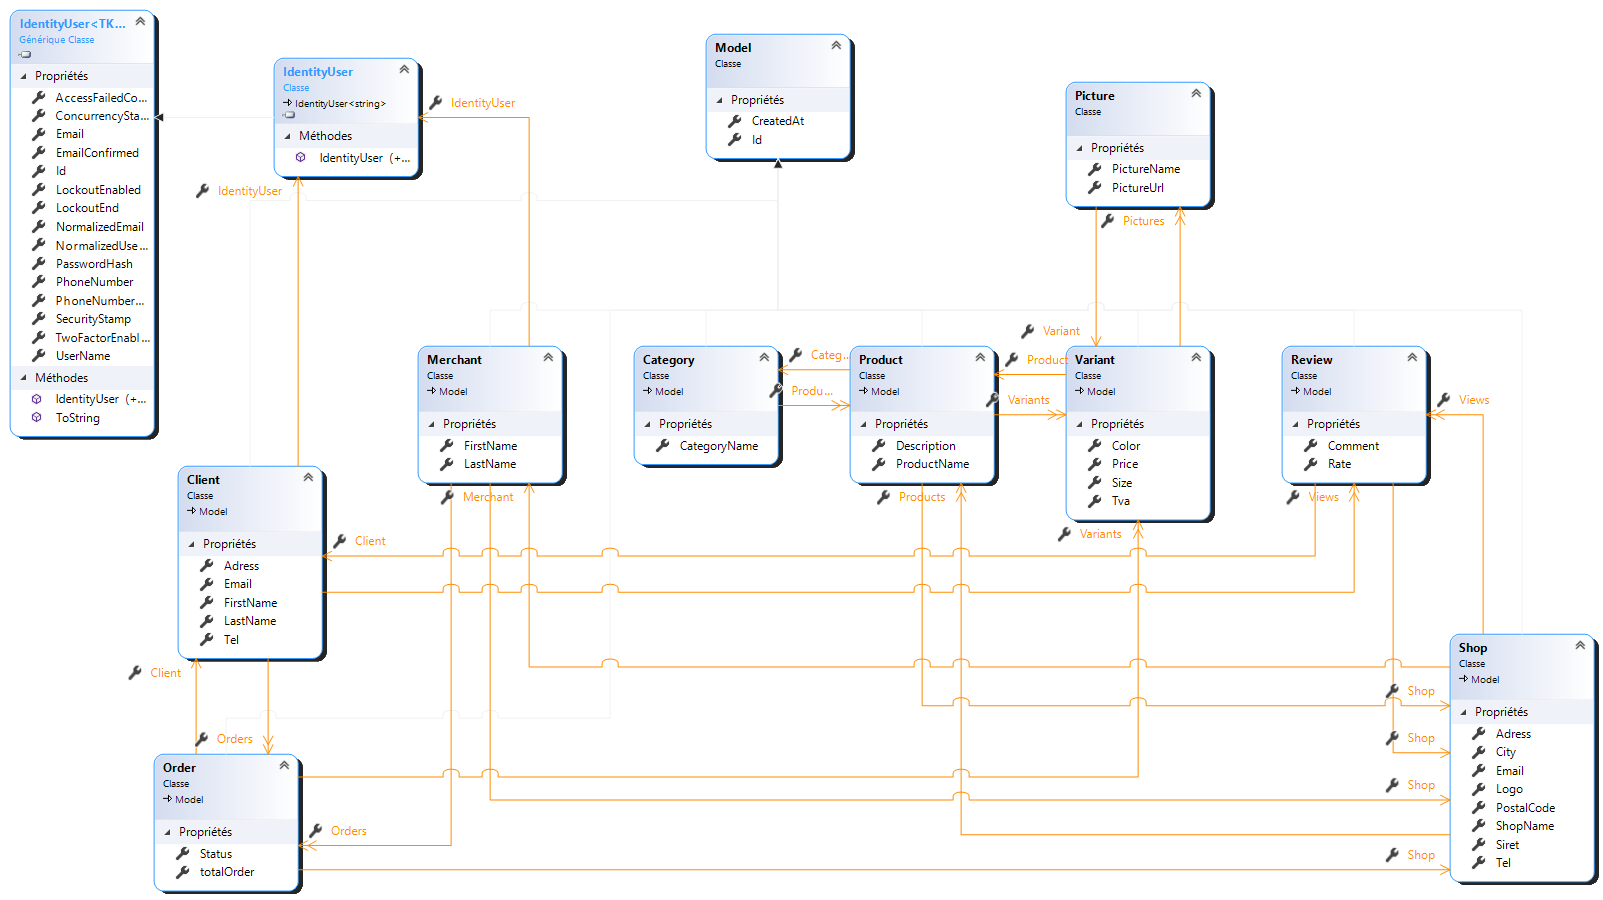 IdentityUser<TK...
Générique Classe
Propriétés
AccessFailedCo...
ConcurrencySta...
Email
EmailConfirmed
Id
LockoutEnabled
LockoutEnd
NormalizedEmail
NormalizedUse...
PasswordHash
PhoneNumber
PhoneNumber...
SecurityStamp
TwoFactorEnabl...
UserName
Méthodes
IdentityUser (+...
ToString
IdentityUser
Classe
IdentityUser<string>
Méthodes
IdentityUser (+...
IdentityUser
IdentityUser
Model
Classe
Propriétés
CreatedAt
Id
Picture
Classe
Propriétés
PictureName
PictureUrl
Pictures
Variant
Merchant
Classe
Model
Propriétés
FirstName
LastName
Merchant
Category
Classe
Model
Propriétés
CategoryName
Categ...
Produ...
Product
Classe
Model
Propriétés
Description
ProductName
Products
Product
Variants
Variant
Classe
Model
Propriétés
Color
Price
Size
Tva
Variants
Review
Classe
Model
Propriétés
Comment
Rate
Views
Views
Client
Classe
Model
Propriétés
Adress
Email
FirstName
LastName
Tel
Client
Client
Orders
Order
Classe
Model
Propriétés
Status
totalOrder
Orders
Shop
Shop
Shop
Shop
Shop
Classe
Model
Propriétés
Adress
City
Email
Logo
PostalCode
ShopName
Siret
Tel